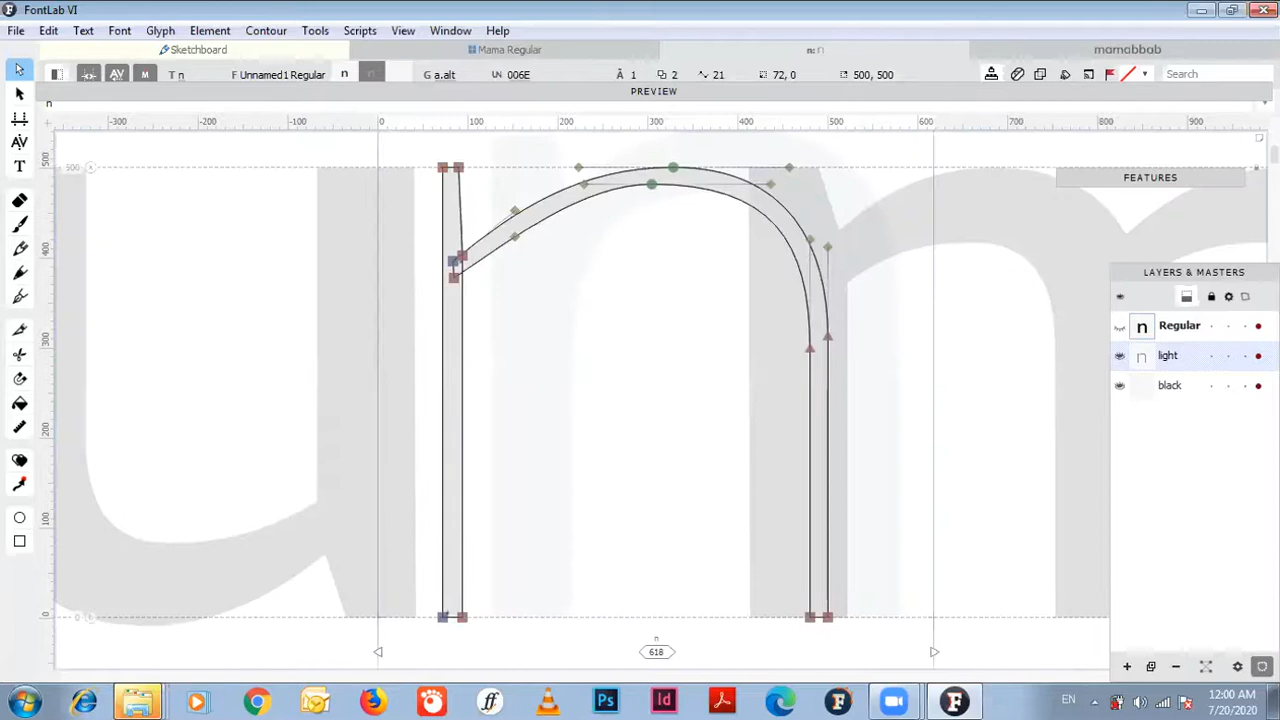 FontLab VI
File Edit Text Font Glyph Element Contour Tools Scripts View Window Help
Sketchboard Mama Regular n: n mamabbab
T n F Unnamed1 Regular n G a.alt UN 006E 1 2 21 72, 0 500, 500 Search
PREVIEW
n
-300 -200 -100 0 100 200 300 400 500 600 700 800 900
500 500
FEATURES
400
LAYERS & MASTERS
n Regular
300
n light
black
200
100
0 0
n
618
12:00 AM
EN
7/20/2020